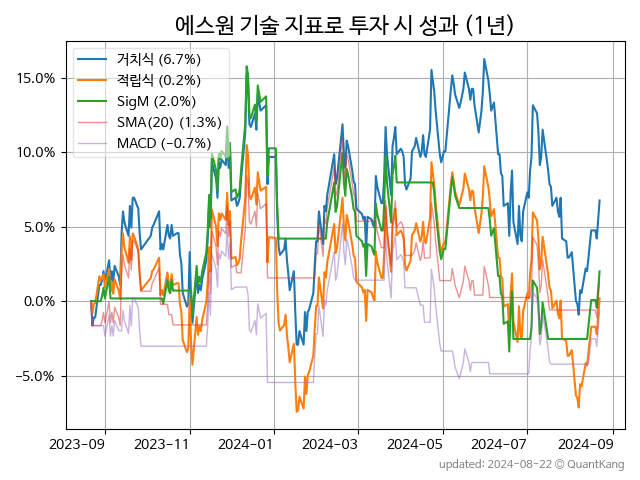 에스원 기술 지표로 투자 시 성과 (1년)
거치식 (6.7%)
적립식 (0.2%)
SigM (2.0%)
SMA(20) (1.3%)
MACD (−0.7%)
15.0%
10.0%
5.0%
0.0%
−5.0%
2023-09 2023-11 2024-01 2024-03 2024-05 2024-07 2024-09
updated: 2024-08-22 ⓒ QuantKang